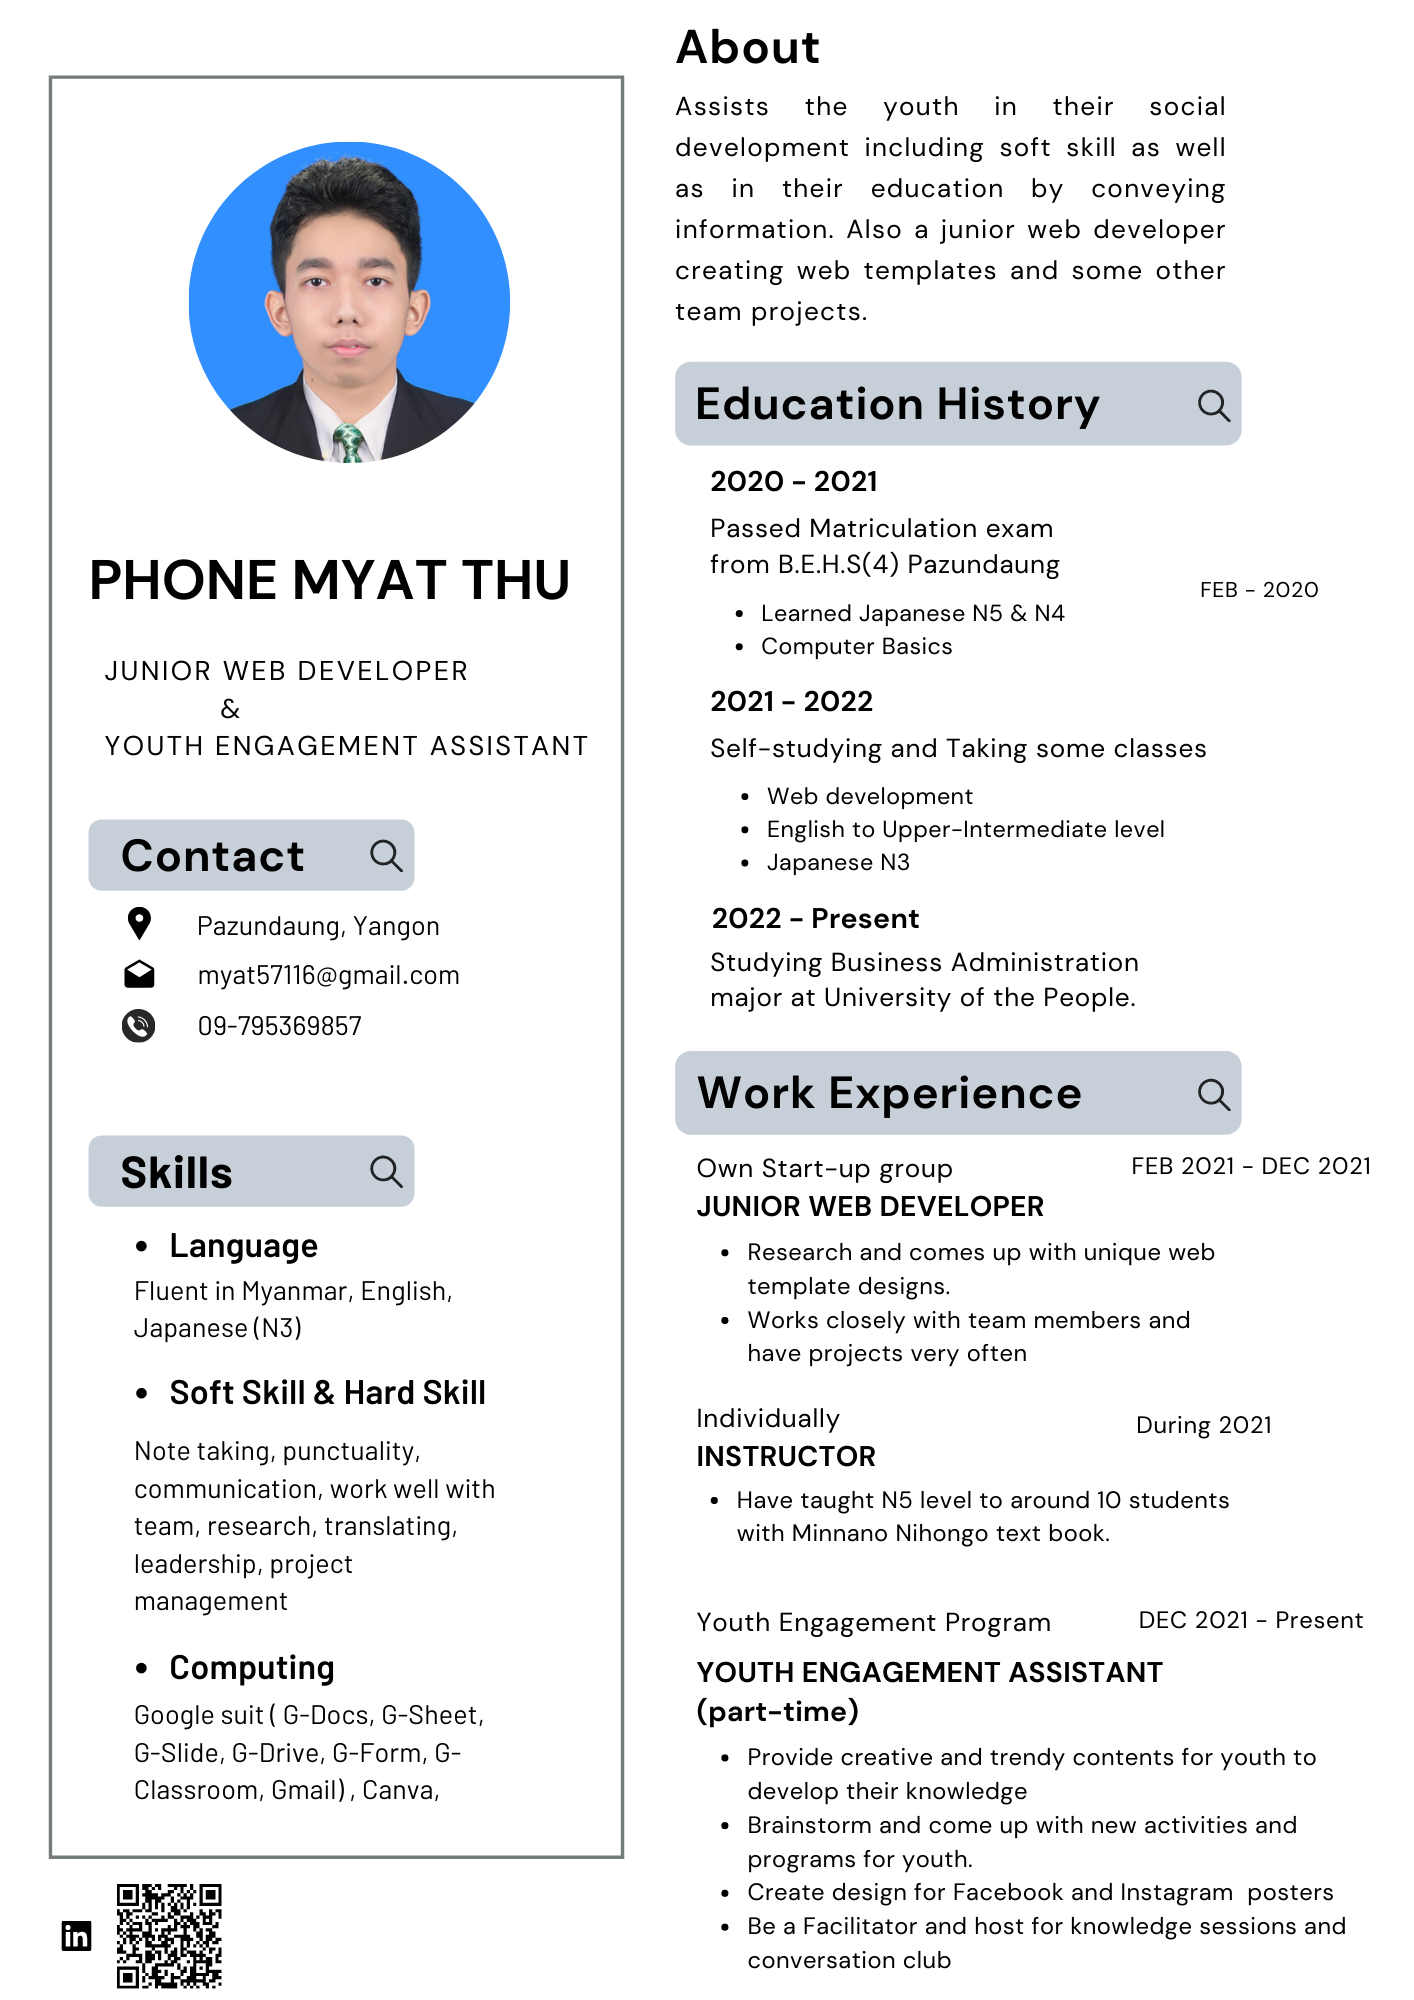 PHONE MYAT THU
JUNIOR WEB DEVELOPER
&
YOUTH ENGAGEMENT ASSISTANT
Contact
Pazundaung, Yangon
myat57116@gmail.com
09-795369857
Skills
• Language
Fluent in Myanmar, English,
Japanese (N3)
• Soft Skill & Hard Skill
Note taking, punctuality,
communication, work well with
team, research, translating,
leadership, project
management
• Computing
Google suit ( G-Docs, G-Sheet,
G-Slide, G-Drive, G-Form, G-
Classroom, Gmail) , Canva,
in
About
Assists the youth in their social
development including soft skill as well
as in their education by conveying
information. Also a junior web developer
creating web templates and some other
team projects.
Education History
2020 - 2021
Passed Matriculation exam
from B.E.H.S(4) Pazundaung
FEB - 2020
• Learned Japanese N5 & N4
• Computer Basics
2021 - 2022
Self-studying and Taking some classes
• Web development
• English to Upper-Intermediate level
• Japanese N3
2022 - Present
Studying Business Administration
major at University of the People.
Work Experience
Own Start-up group
FEB 2021 - DEC 2021
JUNIOR WEB DEVELOPER
• Research and comes up with unique web
template designs.
• Works closely with team members and
have projects very often
Individually
During 2021
INSTRUCTOR
• Have taught N5 level to around 10 students
with Minnano Nihongo text book.
Youth Engagement Program
DEC 2021 - Present
YOUTH ENGAGEMENT ASSISTANT
(part-time)
• Provide creative and trendy contents for youth to
develop their knowledge
• Brainstorm and come up with new activities and
programs for youth.
• Create design for Facebook and Instagram posters
• Be a Facilitator and host for knowledge sessions and
conversation club